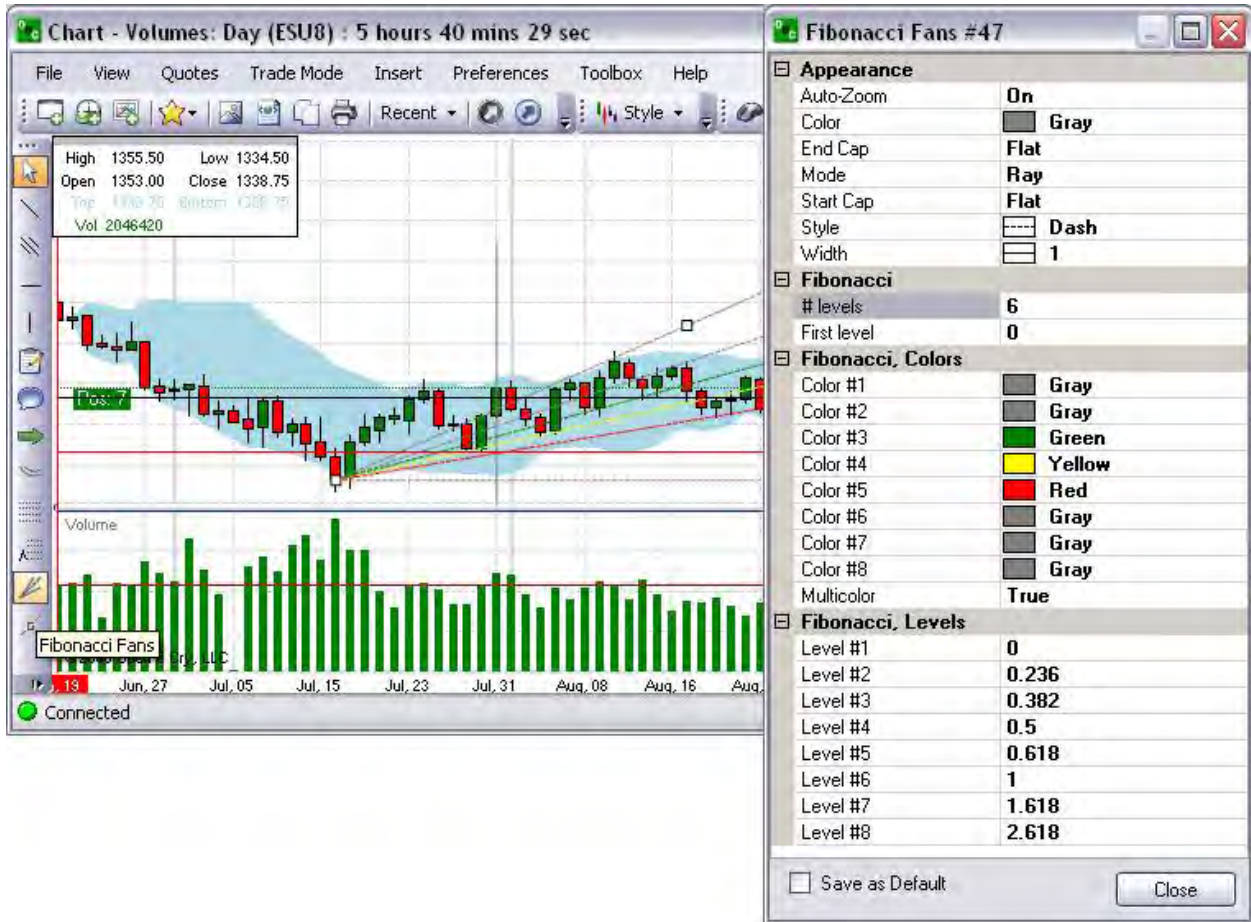 Chart - Volumes: Day (ESU8) : 5 hours 40 mins 29 sec
File View Quotes Trade Mode Insert Preferences Toolbox Help
Recent Style
High 1355.50 Low 1334.50
Open 1353.00 Close 1338.75
Top Bottom
Vol 2046420
Pos: 7
Volume
Fibonacci Fans
LLC
19 Jun, 27 Jul, 05 Jul, 15 Jul, 23 Jul, 31 Aug, 08 Aug, 16 Aug,
Connected
Fibonacci Fans #47
Appearance
Auto-Zoom On
Color Gray
End Cap Flat
Mode Ray
Start Cap Flat
Style Dash
Width 1
Fibonacci
# levels 6
First level 0
Fibonacci, Colors
Color #1 Gray
Color #2 Gray
Color #3 Green
Color #4 Yellow
Color #5 Red
Color #6 Gray
Color #7 Gray
Color #8 Gray
Multicolor True
Fibonacci, Levels
Level #1 0
Level #2 0.236
Level #3 0.382
Level #4 0.5
Level #5 0.618
Level #6 1
Level #7 1.618
Level #8 2.618
Save as Default Close